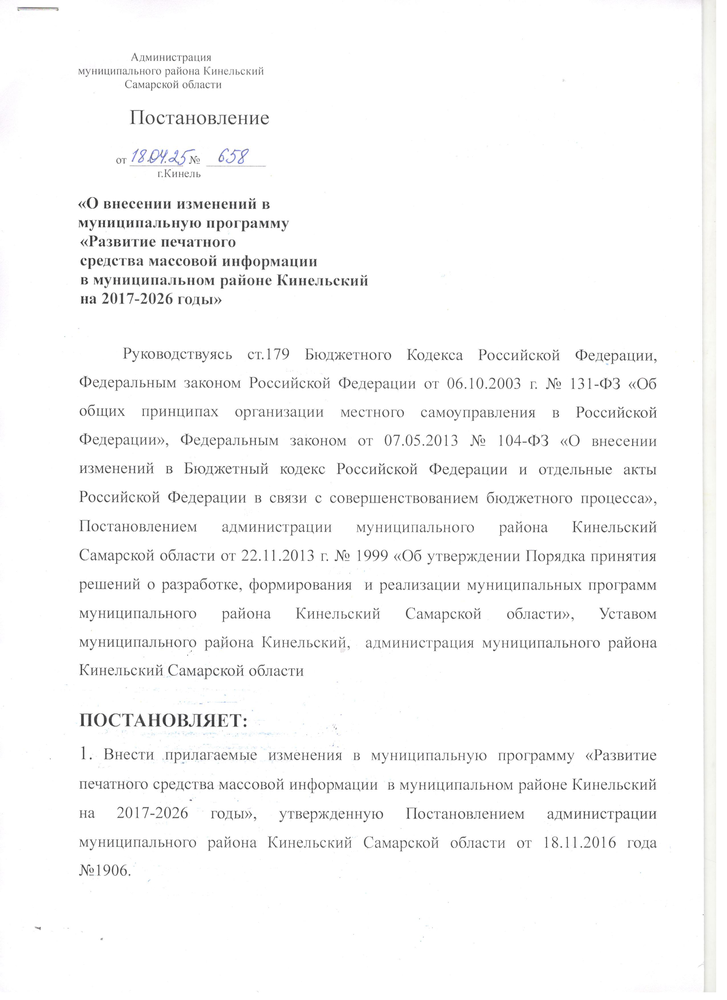 Администрация
муниципального района Кинельский
Самарской области
Постановление
от 18.04.25 № 658
г.Кинель
«О внесении изменений в
муниципальную программу
«Развитие печатного
средства массовой информации
в муниципальном районе Кинельский
на 2017-2026 годы»
Руководствуясь ст.179 Бюджетного Кодекса Российской Федерации,
Федеральным законом Российской Федерации от 06.10.2003 г. № 131-ФЗ «Об
общих принципах организации местного самоуправления в Российской
Федерации», Федеральным законом от 07.05.2013 № 104-ФЗ «О внесении
изменений в Бюджетный кодекс Российской Федерации и отдельные акты
Российской Федерации в связи с совершенствованием бюджетного процесса»,
Постановлением администрации муниципального района Кинельский
Самарской области от 22.11.2013 г. № 1999 «Об утверждении Порядка принятия
решений о разработке, формирования и реализации муниципальных программ
муниципального района Кинельский Самарской области», Уставом
муниципального района Кинельский, администрация муниципального района
Кинельский Самарской области
ПОСТАНОВЛЯЕТ:
1. Внести прилагаемые изменения в муниципальную программу «Развитие
печатного средства массовой информации в муниципальном районе Кинельский
на 2017-2026 годы», утвержденную Постановлением администрации
муниципального района Кинельский Самарской области от 18.11.2016 года
№1906.